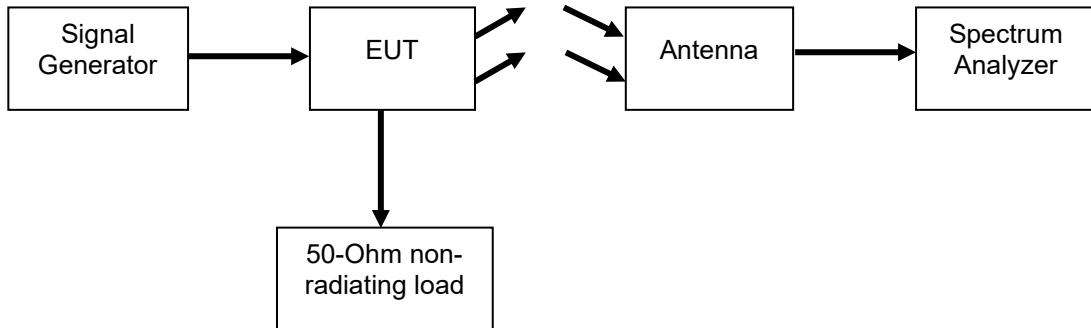 Signal
Generator
EUT
Antenna
Spectrum
Analyzer
50-Ohm non-
radiating load